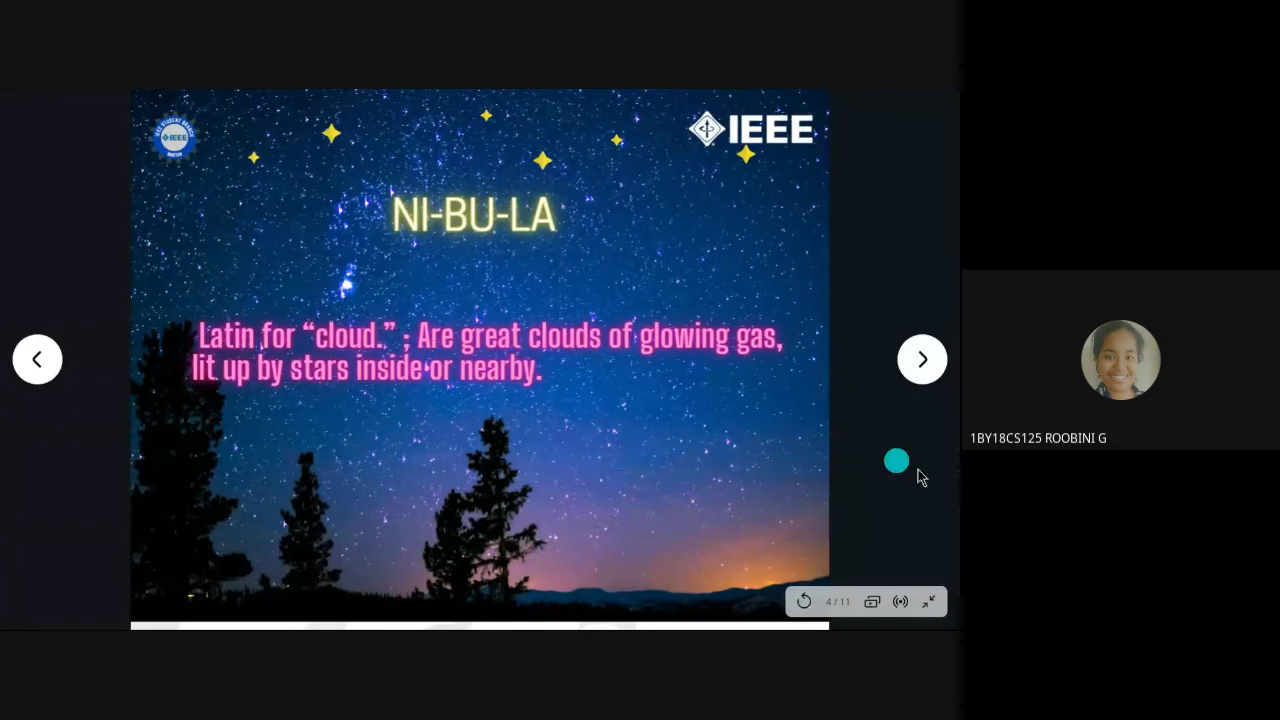 IEEE
IEEE
NI-BU-LA
Latin for “cloud.” ; Are great clouds of glowing gas,
lit up by stars inside or nearby.
1BY18CS125 ROOBINI G
4 / 11